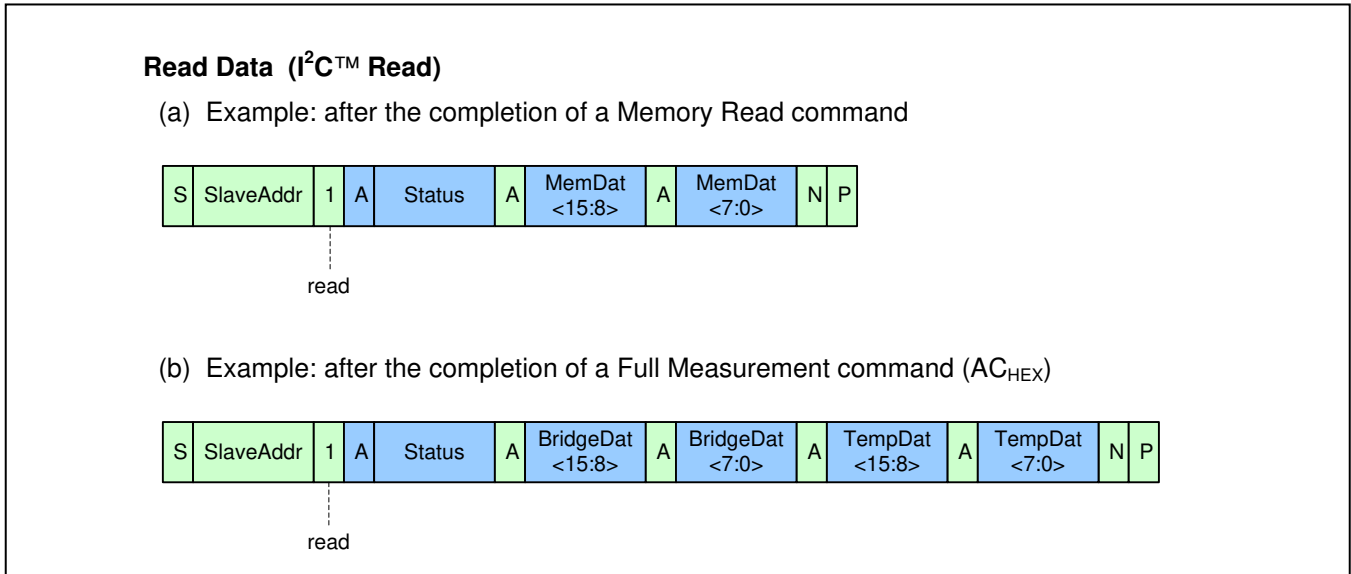 Read Data (I²C™ Read)
(a) Example: after the completion of a Memory Read command
S SlaveAddr 1 A Status A MemDat <15:8> A MemDat <7:0> N P
read
(b) Example: after the completion of a Full Measurement command (AC_HEX)
S SlaveAddr 1 A Status A BridgeDat <15:8> A BridgeDat <7:0> A TempDat <15:8> A TempDat <7:0> N P
read